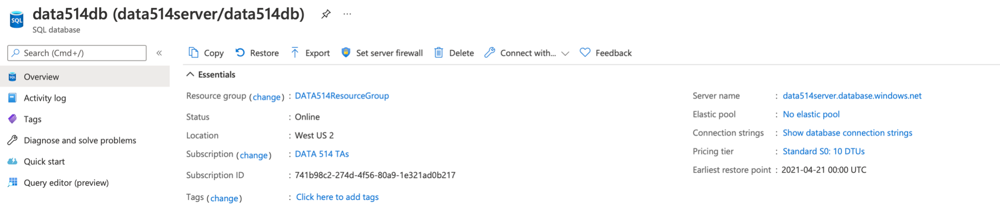 data514db (data514server/data514db) ...
SQL
SQL database
Search (Cmd+/) «
Copy Restore Export Set server firewall Delete Connect with... Feedback
SQL Overview
Activity log
Tags
Diagnose and solve problems
Quick start
Query editor (preview)
Essentials
Resource group (change) : DATA514ResourceGroup
Status : Online
Location : West US 2
Subscription (change) : DATA 514 TAs
Subscription ID : 741b98c2-274d-4f56-80a9-1e321ad0b217
Tags (change) : Click here to add tags
Server name : data514server.database.windows.net
Elastic pool : No elastic pool
Connection strings : Show database connection strings
Pricing tier : Standard S0: 10 DTUs
Earliest restore point : 2021-04-21 00:00 UTC